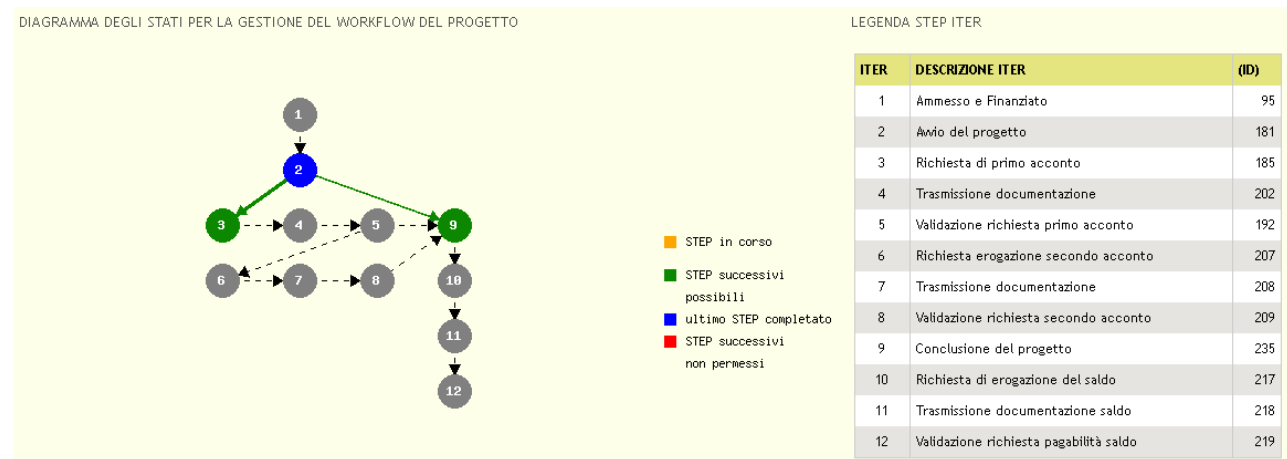 DIAGRAMMA DEGLI STATI PER LA GESTIONE DEL WORKFLOW DEL PROGETTO
1
2
3 4 5 9
6 7 8 10
11
12
STEP in corso
STEP successivi
possibili
ultimo STEP completato
STEP successivi
non permessi
LEGENDA STEP ITER
ITER DESCRIZIONE ITER (ID)
1 Ammesso e Finanziato 95
2 Avvio del progetto 181
3 Richiesta di primo acconto 185
4 Trasmissione documentazione 202
5 Validazione richiesta primo acconto 192
6 Richiesta erogazione secondo acconto 207
7 Trasmissione documentazione 208
8 Validazione richiesta secondo acconto 209
9 Conclusione del progetto 235
10 Richiesta di erogazione del saldo 217
11 Trasmissione documentazione saldo 218
12 Validazione richiesta pagabilità saldo 219